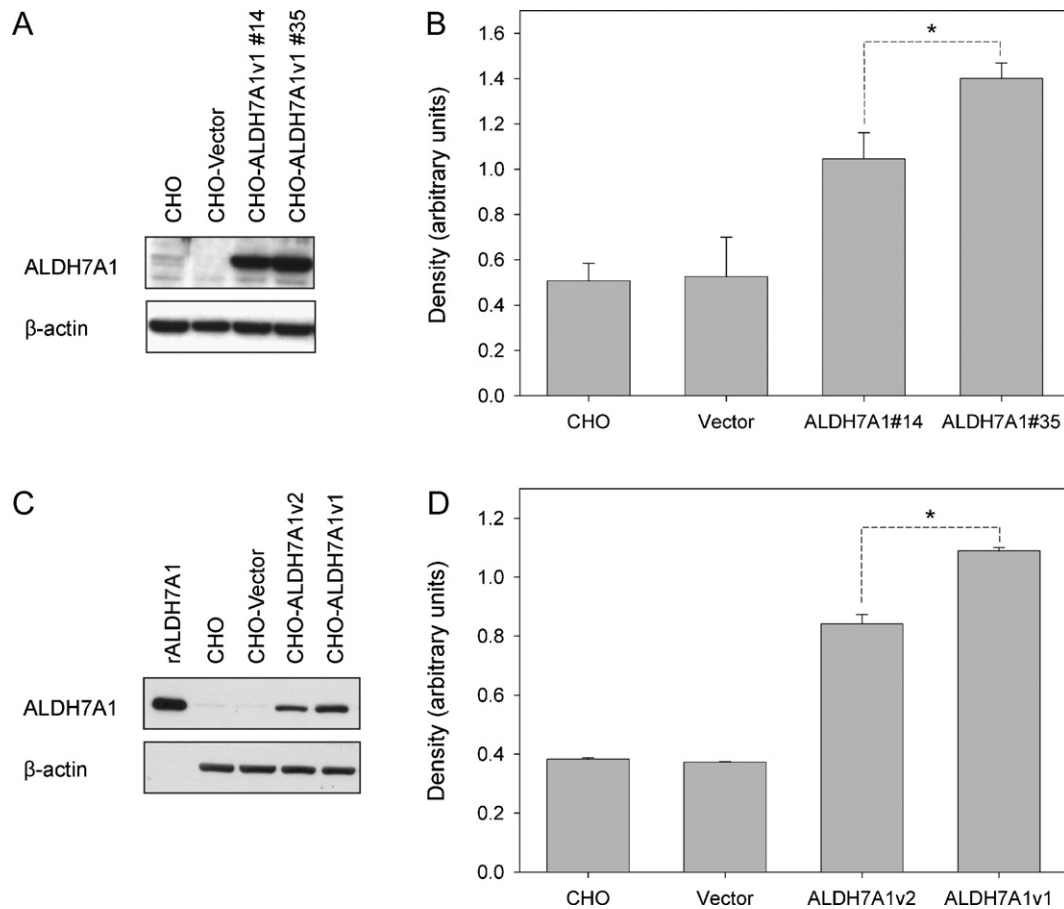 A
CHO
CHO-Vector
CHO-ALDH7A1v1 #14
CHO-ALDH7A1v1 #35
ALDH7A1
β-actin
B
Density (arbitrary units)
1.6
1.4
1.2
1.0
0.8
0.6
0.4
0.2
0.0
*
CHO
Vector
ALDH7A1#14
ALDH7A1#35
C
rALDH7A1
CHO
CHO-Vector
CHO-ALDH7A1v2
CHO-ALDH7A1v1
ALDH7A1
β-actin
D
Density (arbitrary units)
1.2
1.0
0.8
0.6
0.4
0.2
0.0
*
CHO
Vector
ALDH7A1v2
ALDH7A1v1